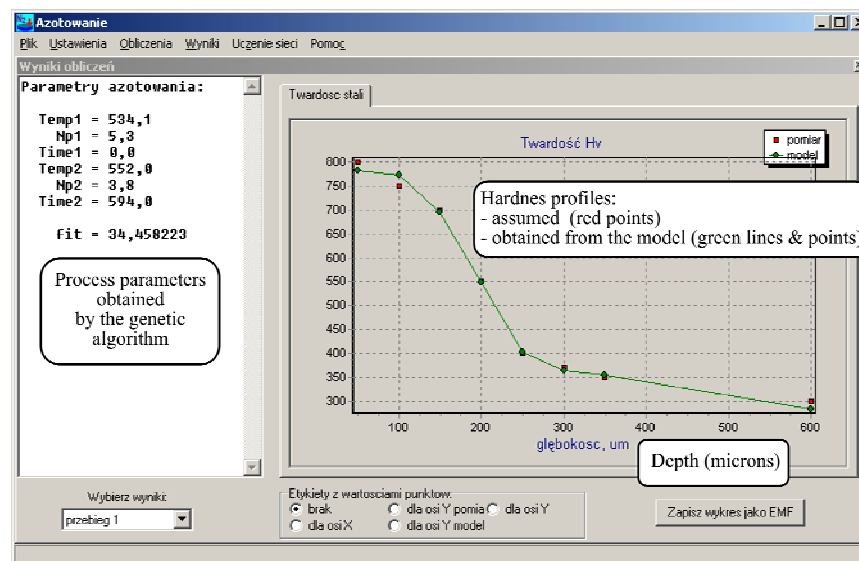 Azotowanie
Plik Ustawienia Obliczenia Wyniki Uczenie sieci Pomoc
Wyniki obliczeń
Parametry azotowania:
Temp1 = 534,1
Np1 = 5,3
Time1 = 0,0
Temp2 = 552,0
Np2 = 3,8
Time2 = 594,0
fit = 34,458223
Process parameters
obtained
by the genetic
algorithm
Wybierz wyniki:
przebieg 1
Twardosc stali
Twardość Hv
pomiar
model
800
750
700
650
600
550
500
450
400
350
300
Hardnes profiles:
- assumed (red points)
- obtained from the model (green lines & points)
100 200 300 400 500 600
głębokosc, um
Depth (microns)
Etykiety z wartosciami punktow:
brak dla osi Y pomia dla osi Y
dla osi X dla osi Y model
Zapisz wykres jako EMF